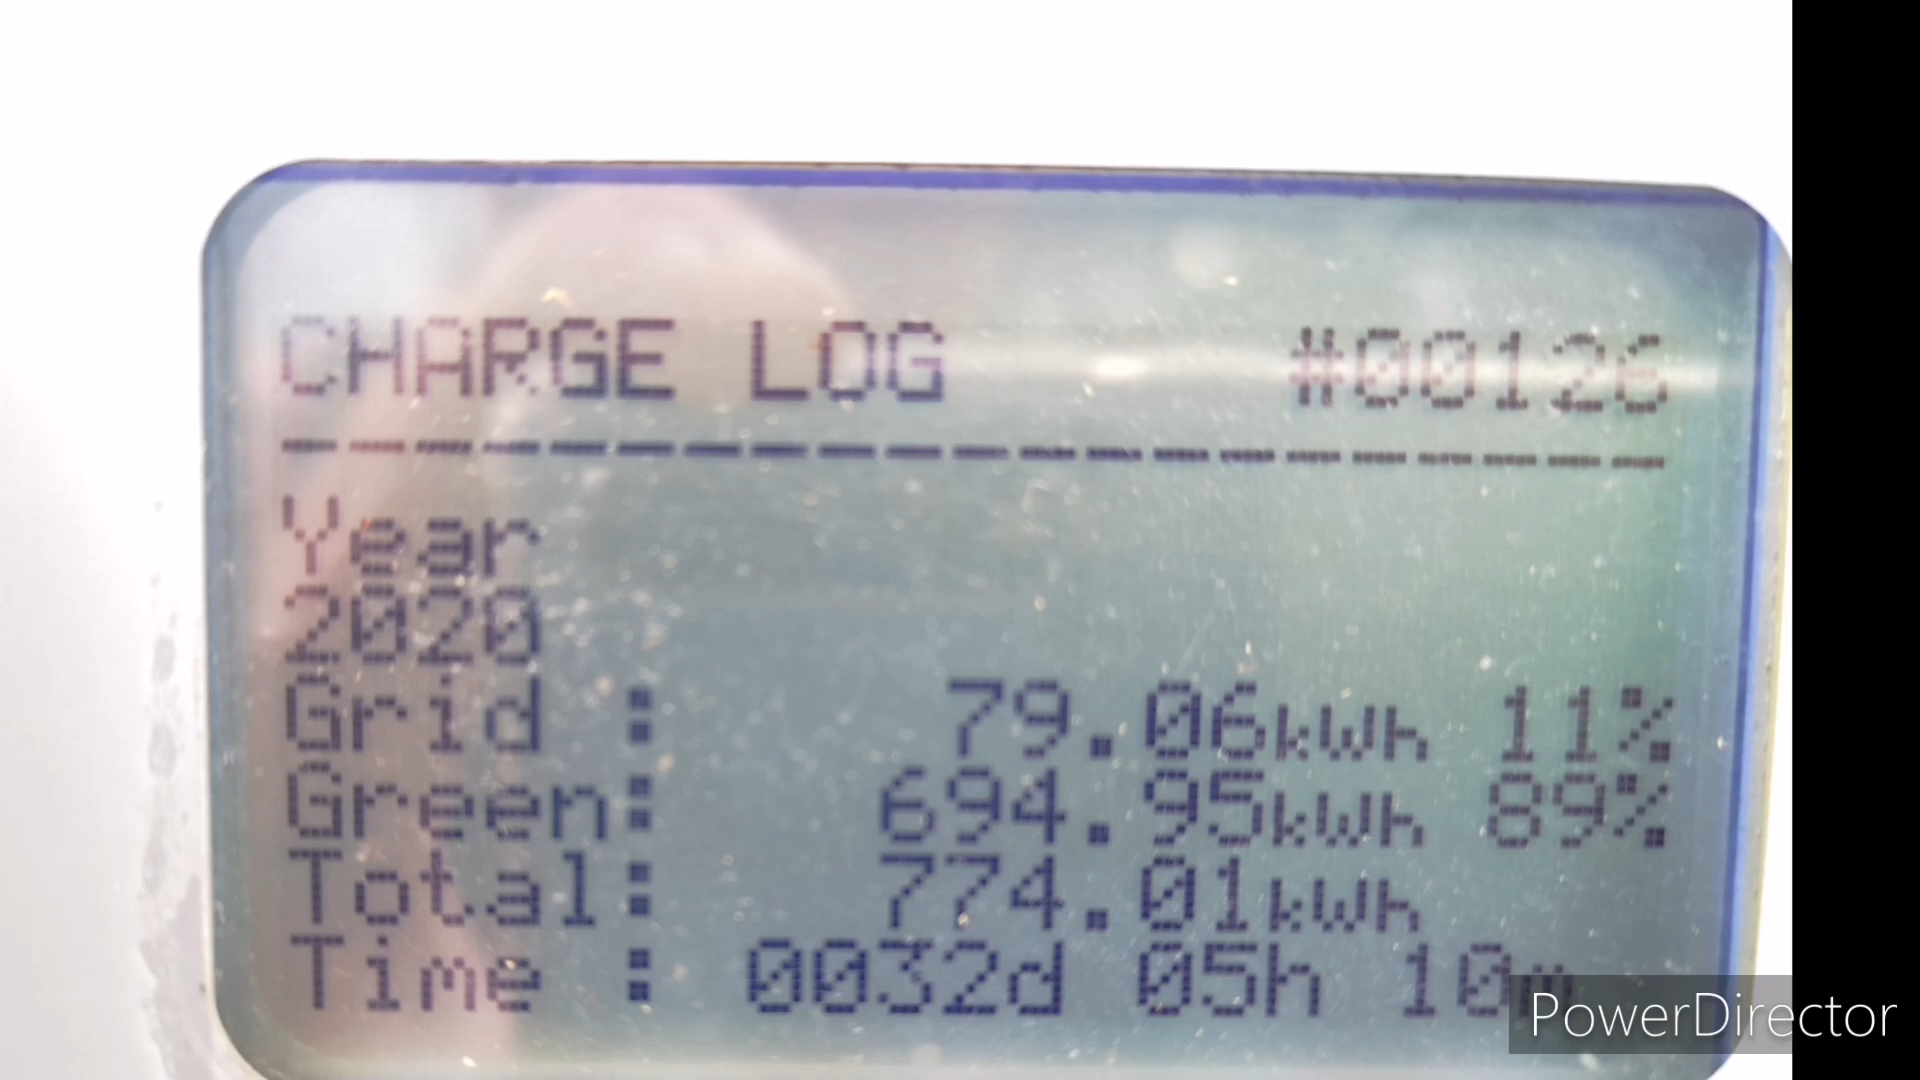 CHARGE LOG #00126
---------------------
Year
2020
Grid : 79.06kWh 11%
Green: 694.95kWh 89%
Total: 774.01kWh
Time : 0032d 05h 10m
PowerDirector